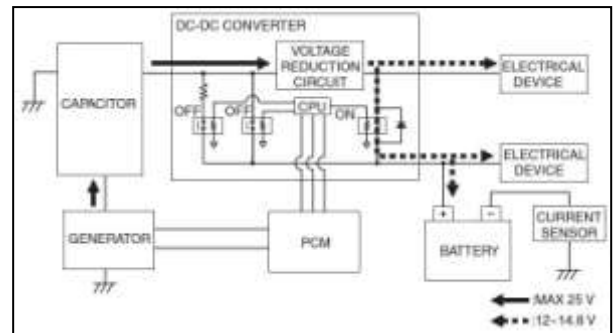 DC-DC CONVERTER
VOLTAGE
REDUCTION
CIRCUIT
ELECTRICAL
DEVICE
CAPACITOR
OFF
OFF
CPU
ON
ELECTRICAL
DEVICE
GENERATOR
PCM
+
−
BATTERY
CURRENT
SENSOR
:MAX 25 V
:12~14.8 V